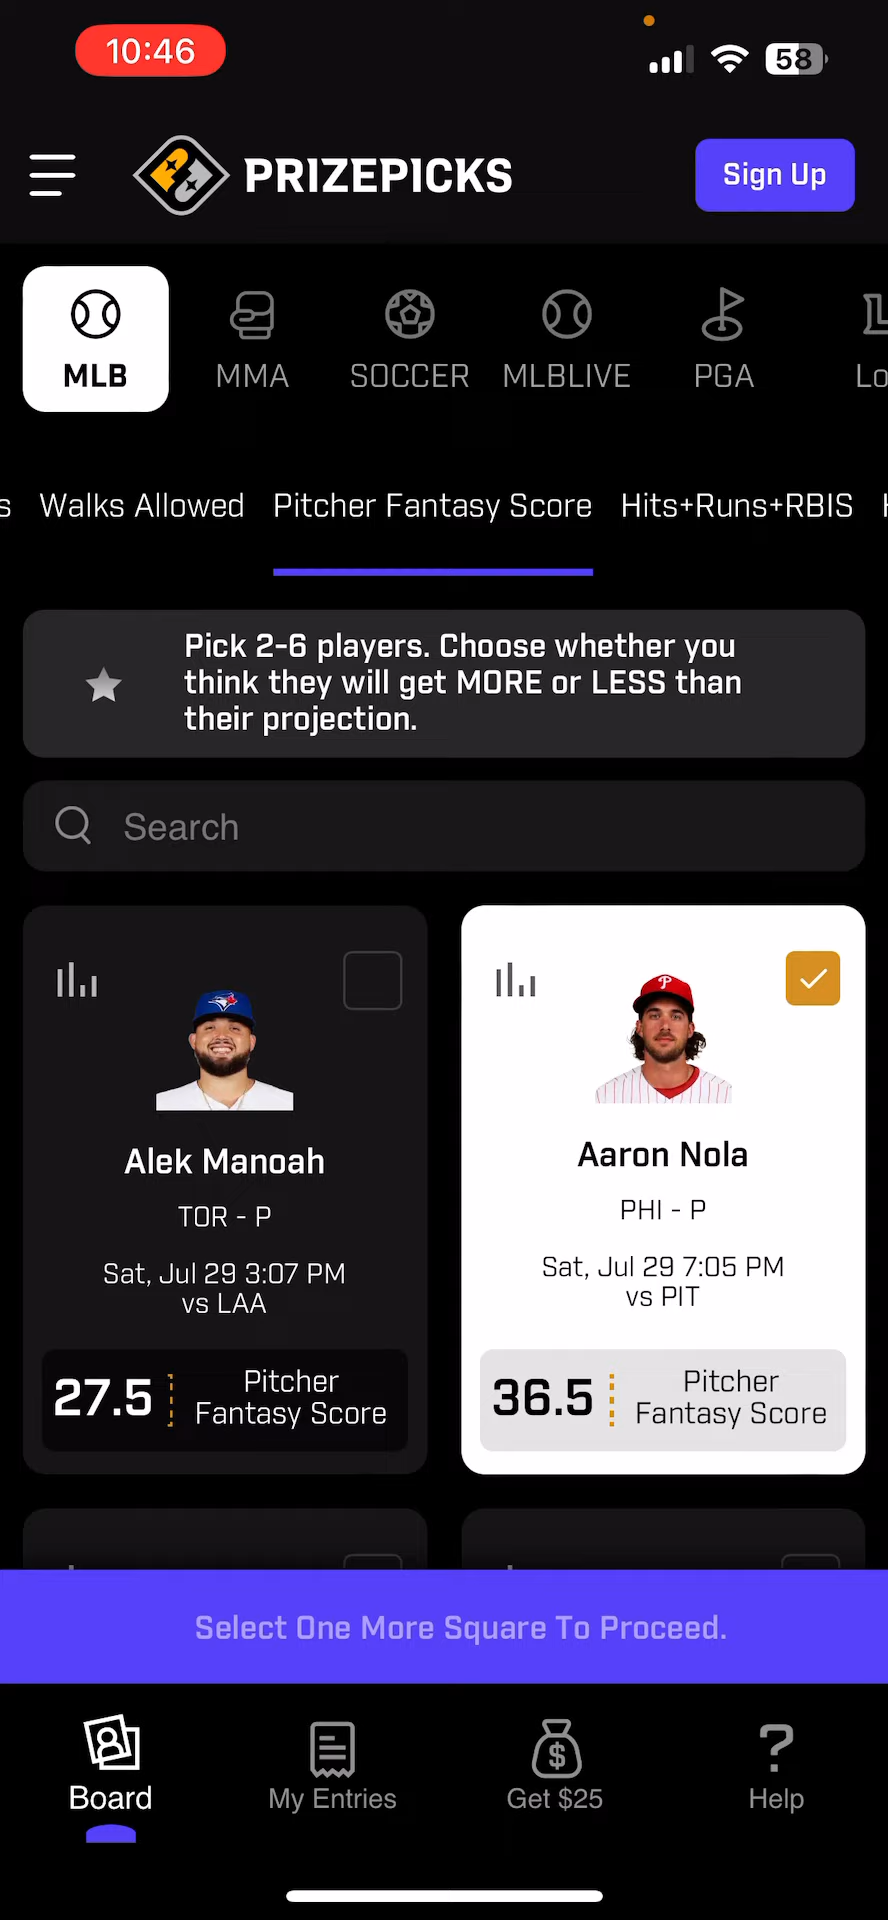 10:46
58
PRIZEPICKS
Sign Up
MLB
MMA
SOCCER
MLBLIVE
PGA
Lo
s
Walks Allowed
Pitcher Fantasy Score
Hits+Runs+RBIS
Pick 2-6 players. Choose whether you
think they will get MORE or LESS than
their projection.
Search
Alek Manoah
TOR - P
Sat, Jul 29 3:07 PM
vs LAA
27.5
Pitcher
Fantasy Score
P
Aaron Nola
PHI - P
Sat, Jul 29 7:05 PM
vs PIT
36.5
Pitcher
Fantasy Score
Select One More Square To Proceed.
Board
My Entries
$
Get $25
?
Help